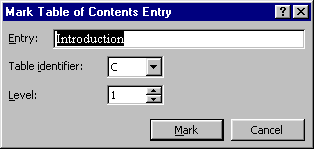 Mark Table of Contents Entry
Entry: Introduction
Table identifier: C
Level: 1
Mark Cancel